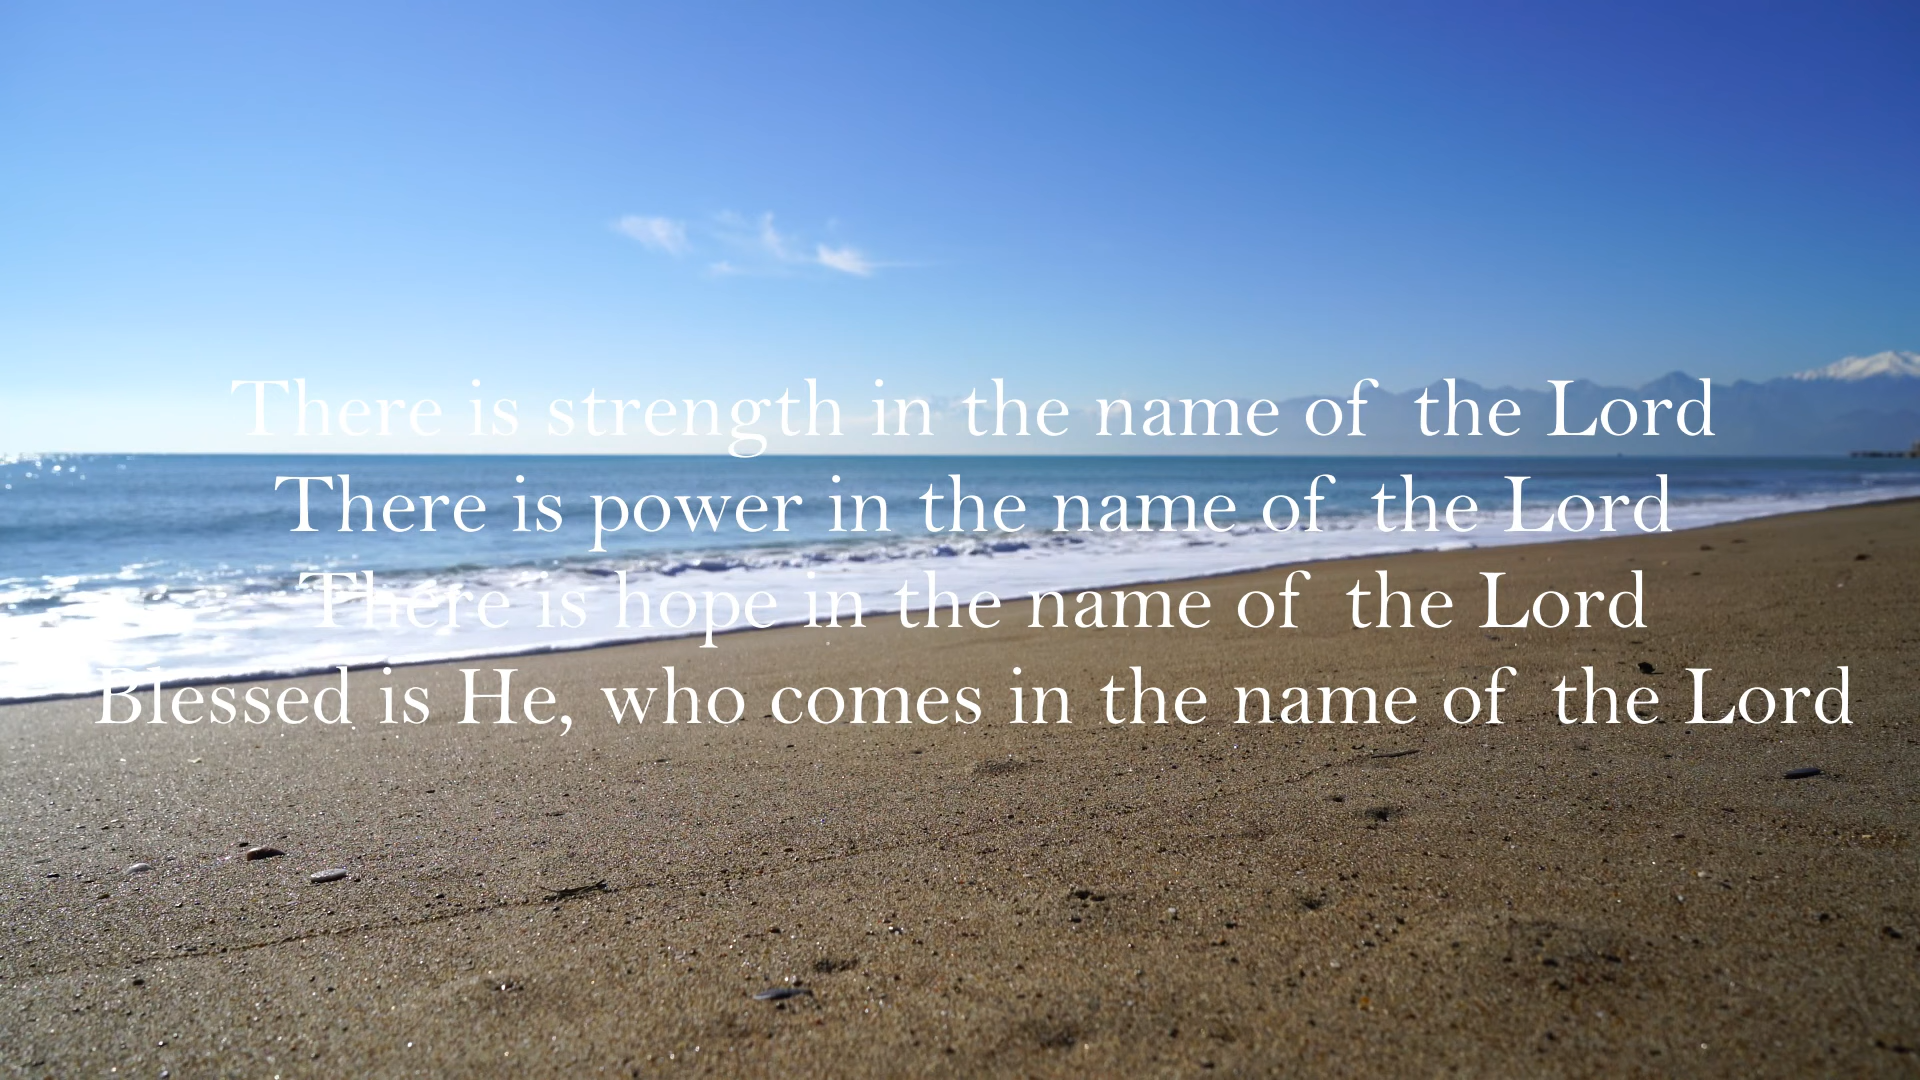 There is strength in the name of the Lord
There is power in the name of the Lord
There is hope in the name of the Lord
Blessed is He, who comes in the name of the Lord